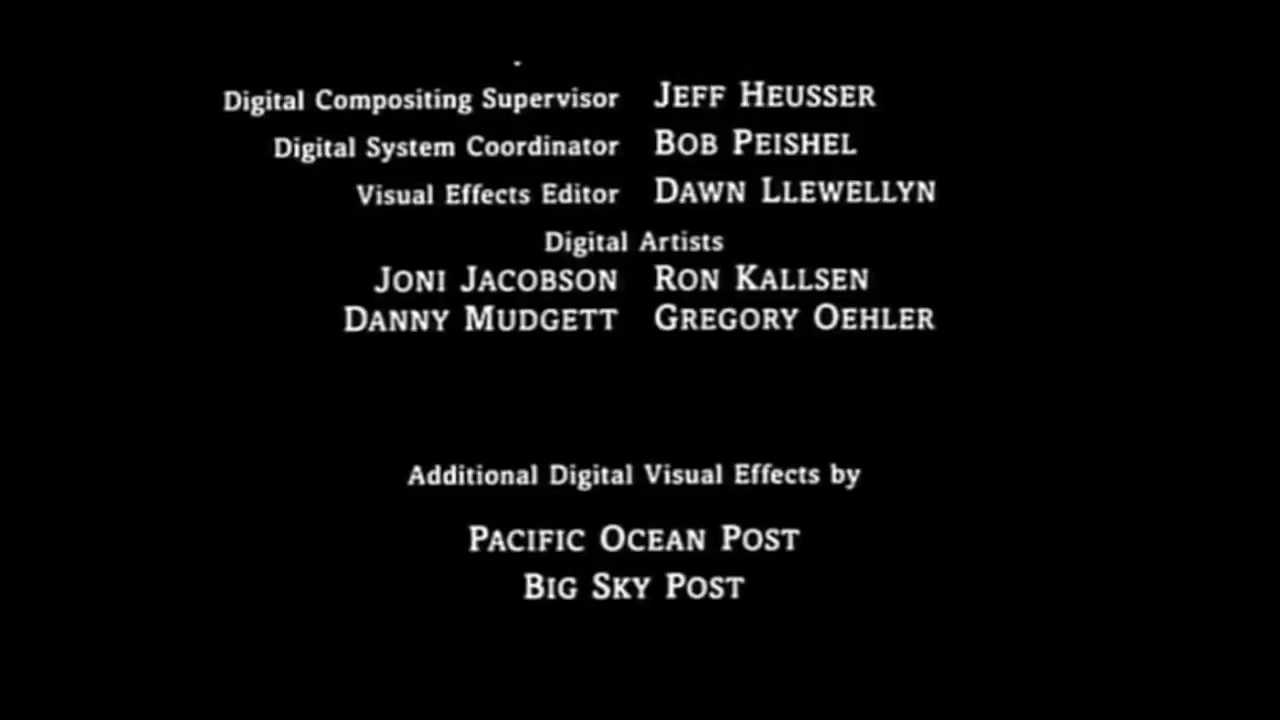 Digital Compositing Supervisor JEFF HEUSSER
Digital System Coordinator BOB PEISHEL
Visual Effects Editor DAWN LLEWELLYN
Digital Artists
JONI JACOBSON RON KALLSEN
DANNY MUDGETT GREGORY OEHLER
Additional Digital Visual Effects by
PACIFIC OCEAN POST
BIG SKY POST